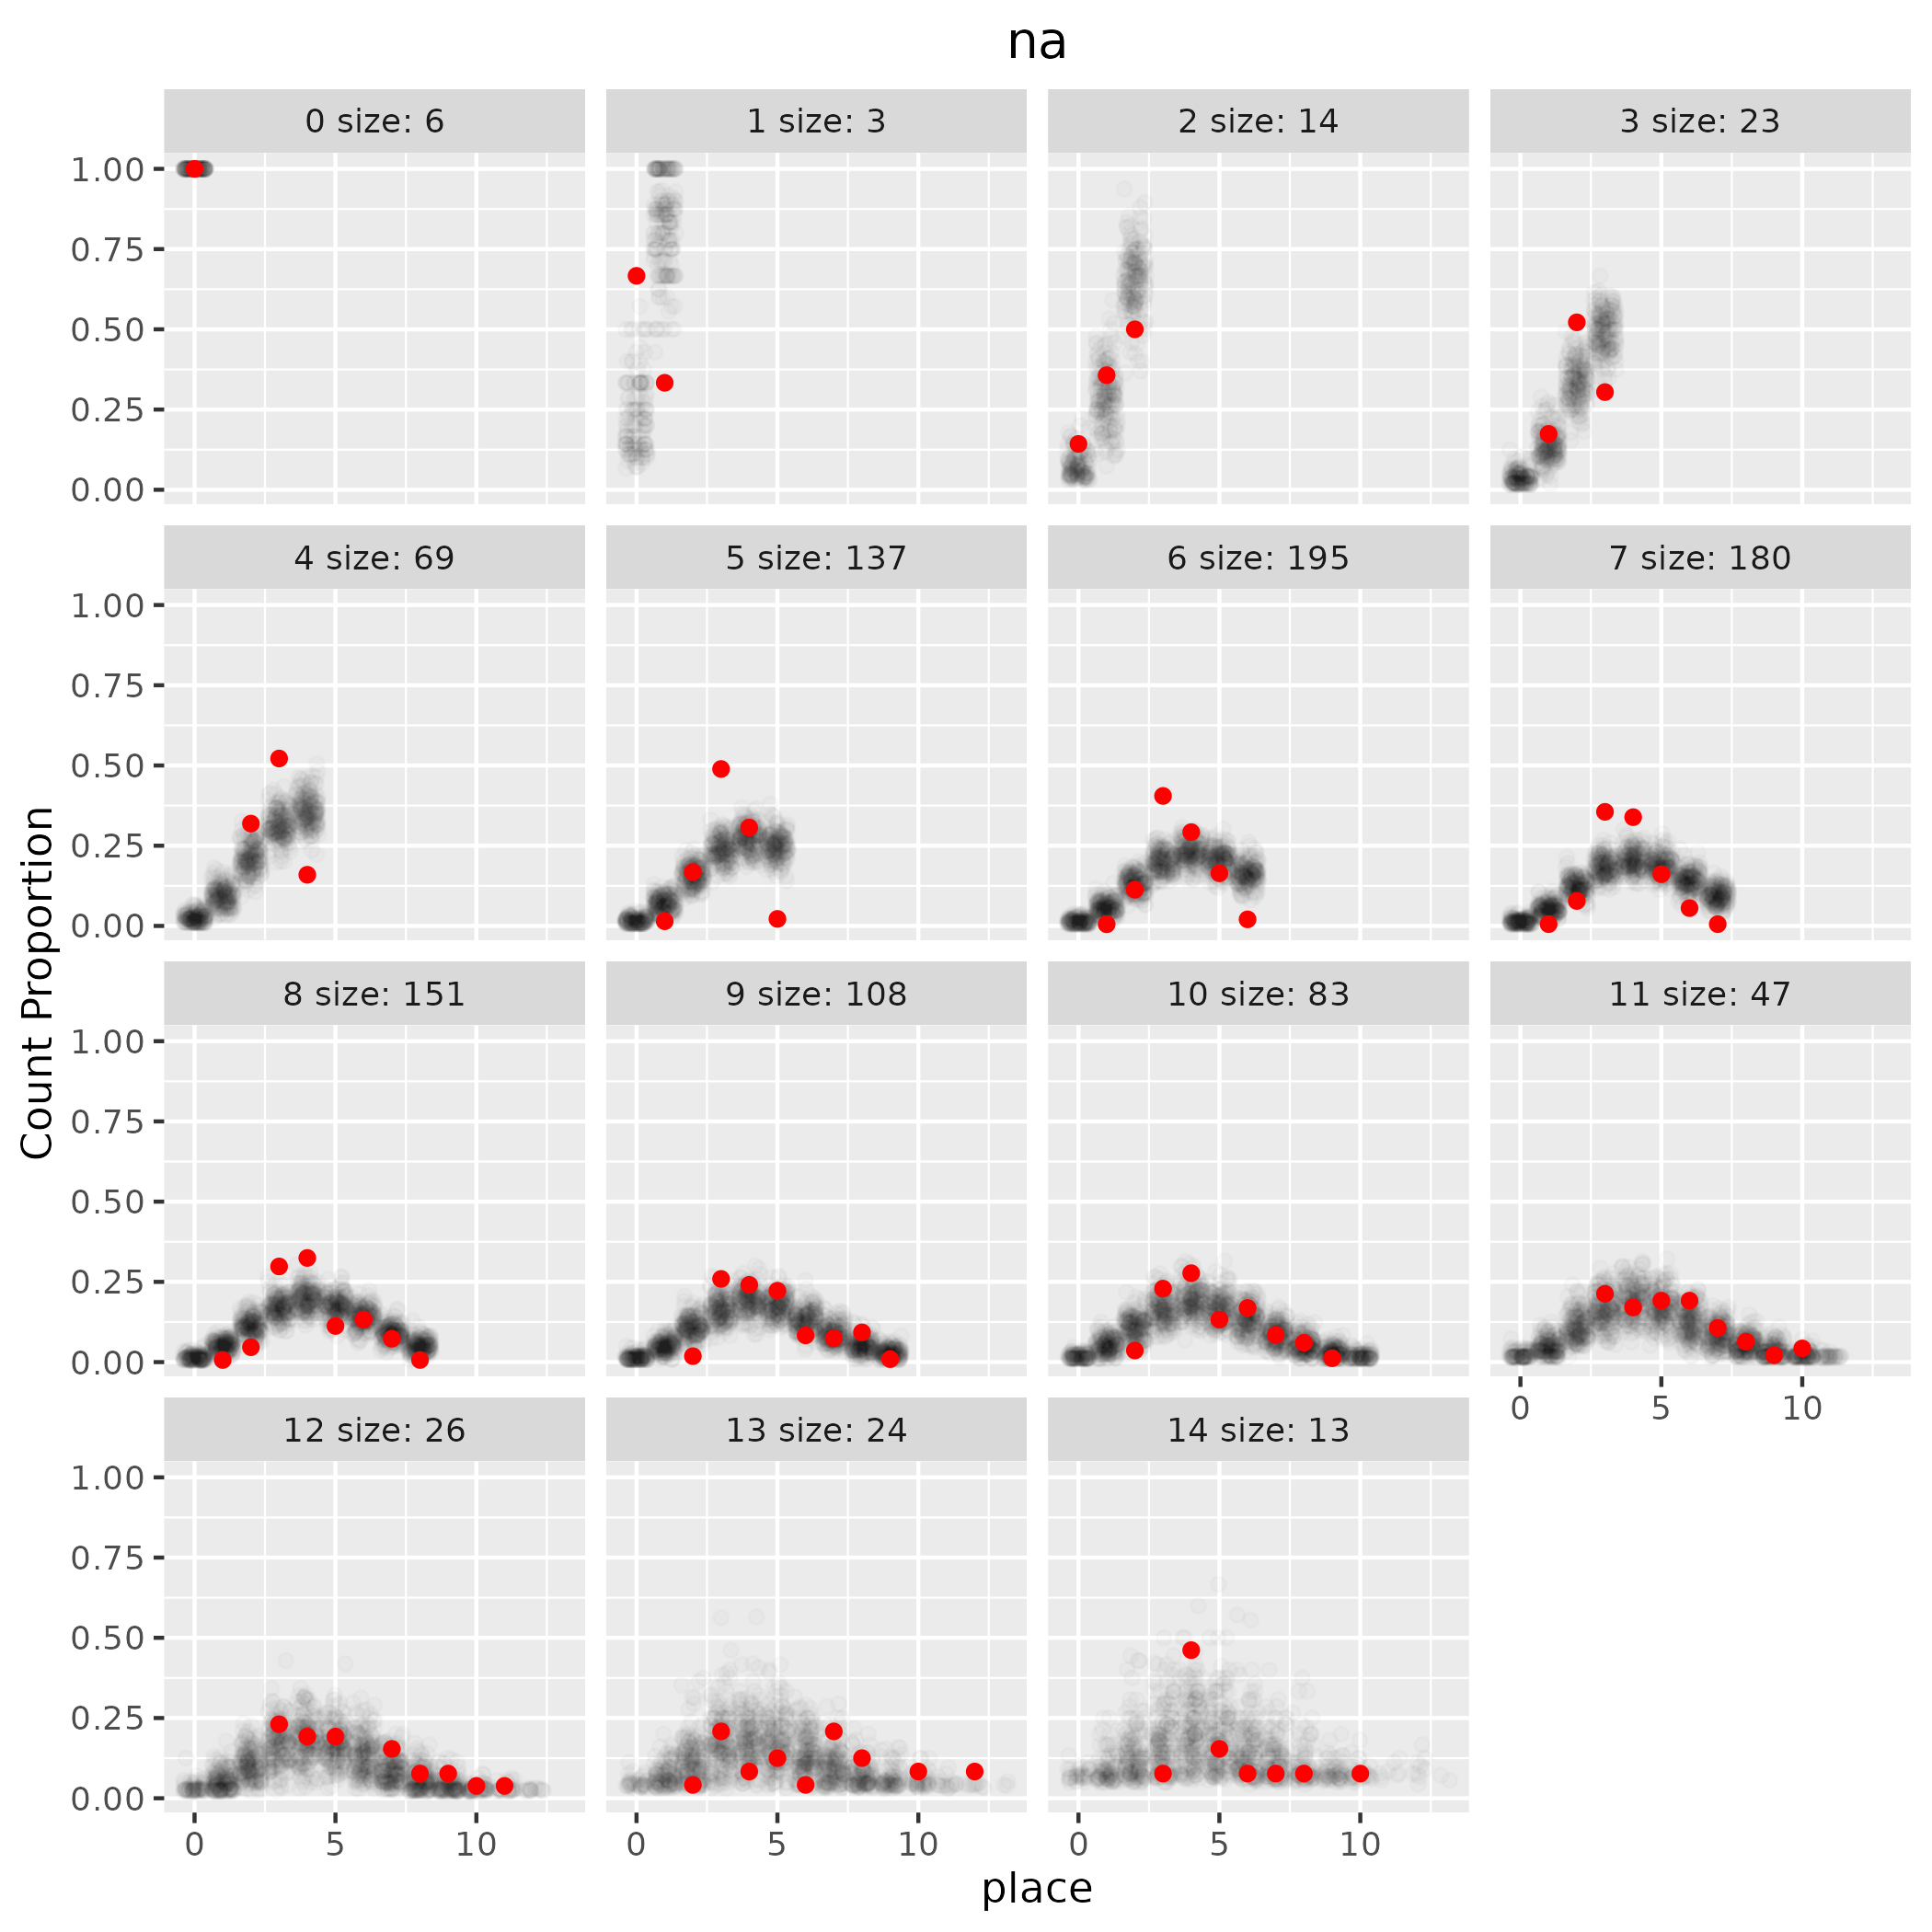 na
0 size: 6
1 size: 3
2 size: 14
3 size: 23
1.00
0.75
0.50
0.25
0.00
4 size: 69
5 size: 137
6 size: 195
7 size: 180
1.00
0.75
0.50
0.25
0.00
8 size: 151
9 size: 108
10 size: 83
11 size: 47
1.00
0.75
0.50
0.25
0.00
0 5 10
12 size: 26
13 size: 24
14 size: 13
1.00
0.75
0.50
0.25
0.00
0 5 10
0 5 10
0 5 10
place
Count Proportion